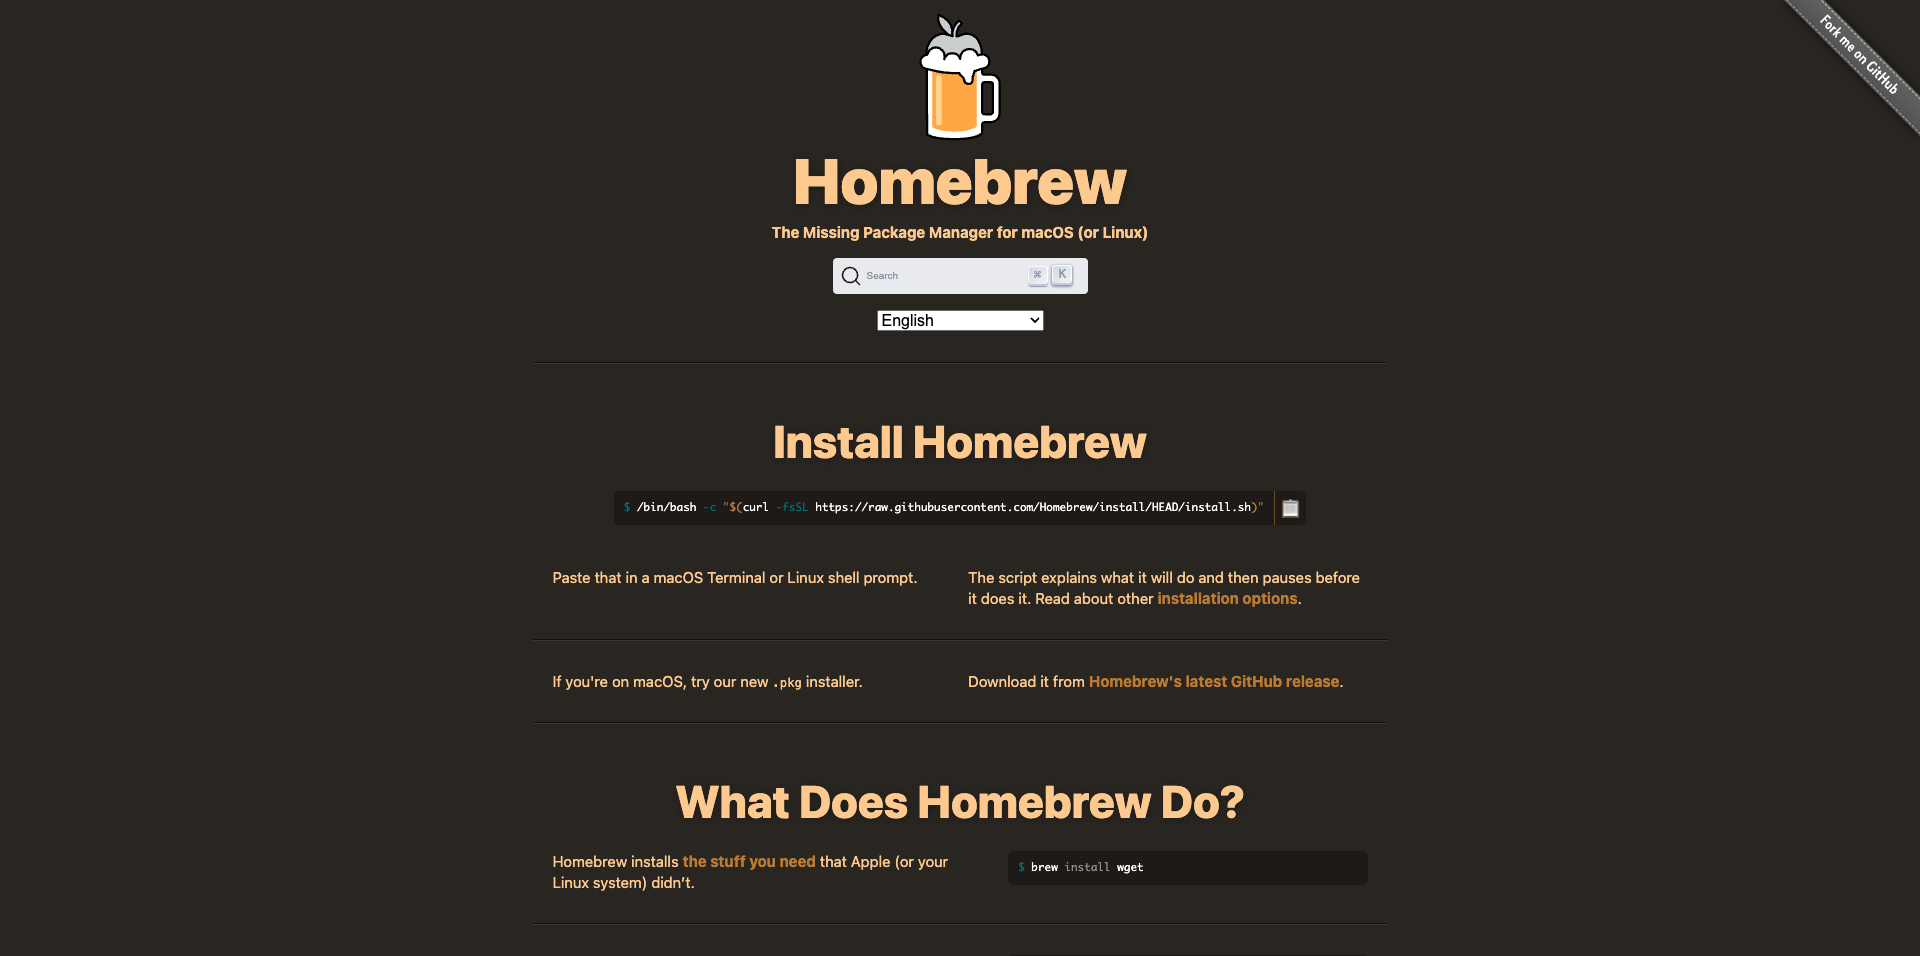 Fork me on GitHub
Homebrew
The Missing Package Manager for macOS (or Linux)
Search ⌘ K
English
Install Homebrew
$ /bin/bash -c "$(curl -fsSL https://raw.githubusercontent.com/Homebrew/install/HEAD/install.sh)"
Paste that in a macOS Terminal or Linux shell prompt.
The script explains what it will do and then pauses before
it does it. Read about other installation options.
If you're on macOS, try our new .pkg installer.
Download it from Homebrew's latest GitHub release.
What Does Homebrew Do?
Homebrew installs the stuff you need that Apple (or your
Linux system) didn’t.
$ brew install wget